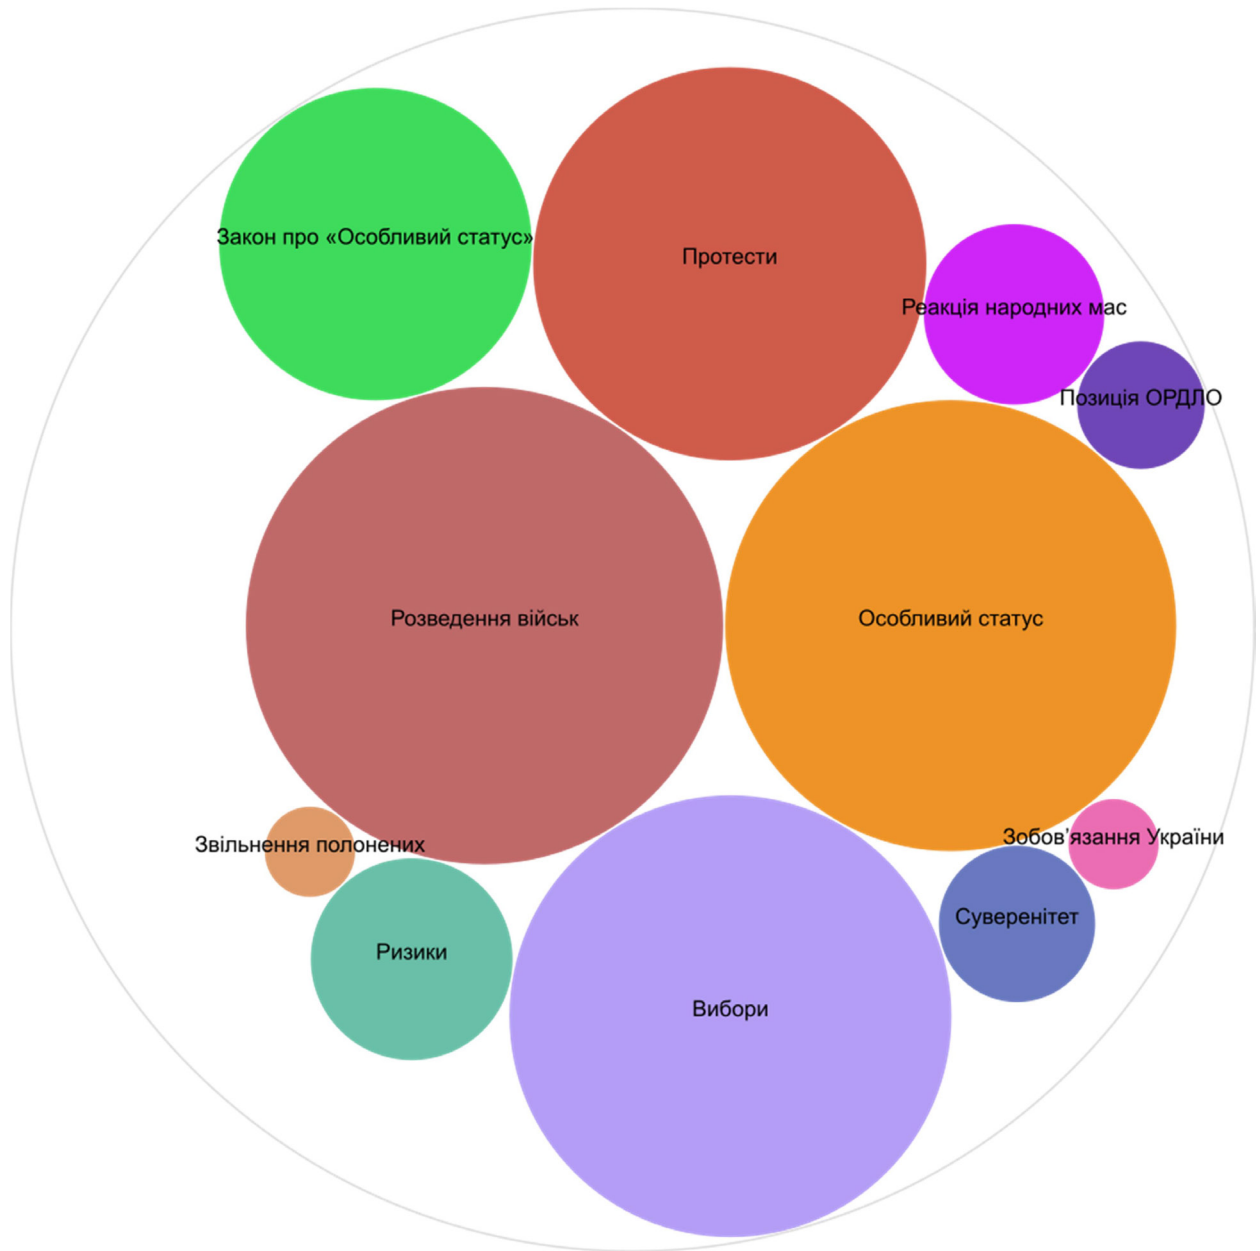 Закон про «Особливий статус»
Протести
Реакція народних мас
Позиція ОРДЛО
Розведення військ
Особливий статус
Звільнення полонених
Зобов’язання України
Суверенітет
Ризики
Вибори